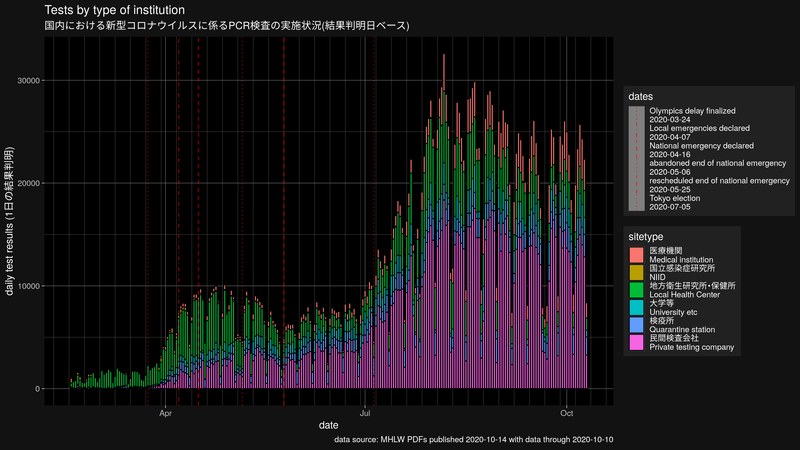 Tests by type of institution
国内における新型コロナウイルスに係るPCR検査の実施状況(結果判明日ベース)
daily test results (1日の結果判明)
30000
20000
10000
0
Apr
Jul
Oct
date
data source: MHLW PDFs published 2020-10-14 with data through 2020-10-10
dates
Olympics delay finalized
2020-03-24
Local emergencies declared
2020-04-07
National emergency declared
2020-04-16
abandoned end of national emergency
2020-05-06
rescheduled end of national emergency
2020-05-25
Tokyo election
2020-07-05
sitetype
医療機関
Medical institution
国立感染症研究所
NIID
地方衛生研究所・保健所
Local Health Center
大学等
University etc
検疫所
Quarantine station
民間検査会社
Private testing company